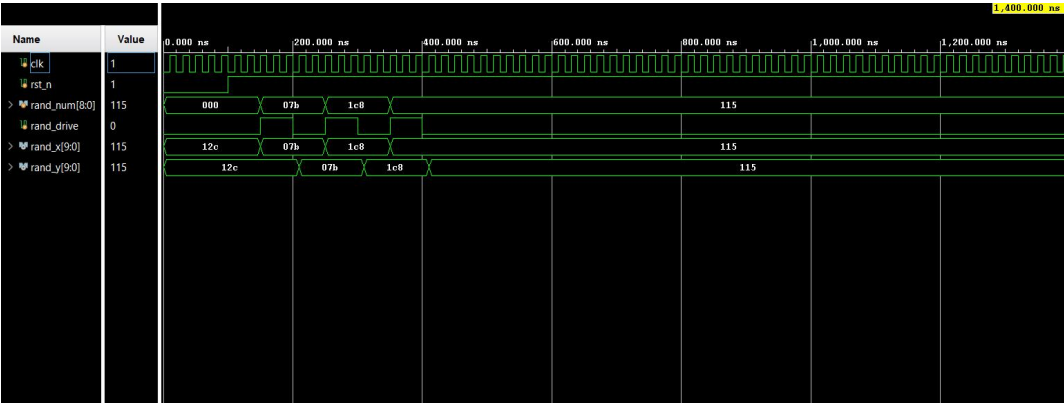 1,400.000 ns
Name Value 0.000 ns 200.000 ns 400.000 ns 600.000 ns 800.000 ns 1,000.000 ns 1,200.000 ns
clk 1
rst_n 1
rand_num[8:0] 115 000 07b 1c8 115
rand_drive 0
rand_x[9:0] 115 12c 07b 1c8 115
rand_y[9:0] 115 12c 07b 1c8 115